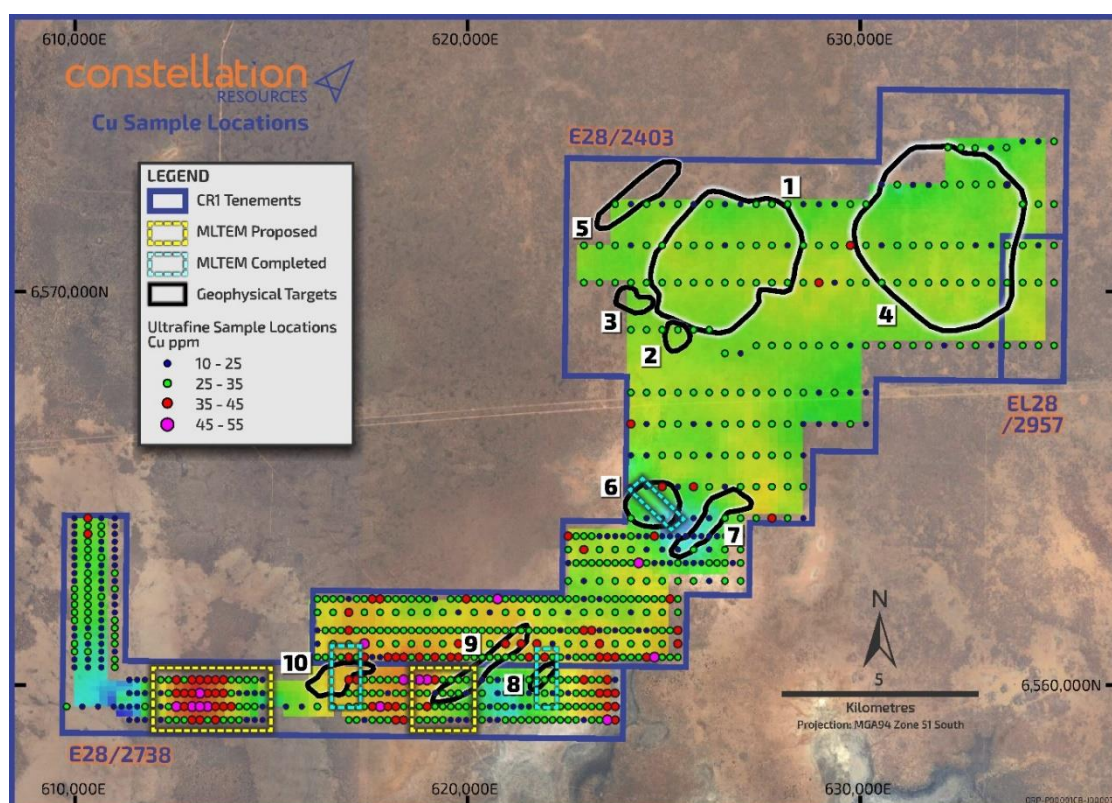 610,000E
620,000E
630,000E
constellation
RESOURCES
Cu Sample Locations
LEGEND
CR1 Tenements
MLTEM Proposed
MLTEM Completed
Geophysical Targets
Ultrafine Sample Locations
Cu ppm
10 - 25
25 - 35
35 - 45
45 - 55
E28/2403
1
5
6,570,000N
3
2
4
EL28
/2957
6
7
9
10
8
N
5
Kilometres
Projection: MGA94 Zone 51 South
6,560,000N
E28/2738
610,000E
620,000E
630,000E